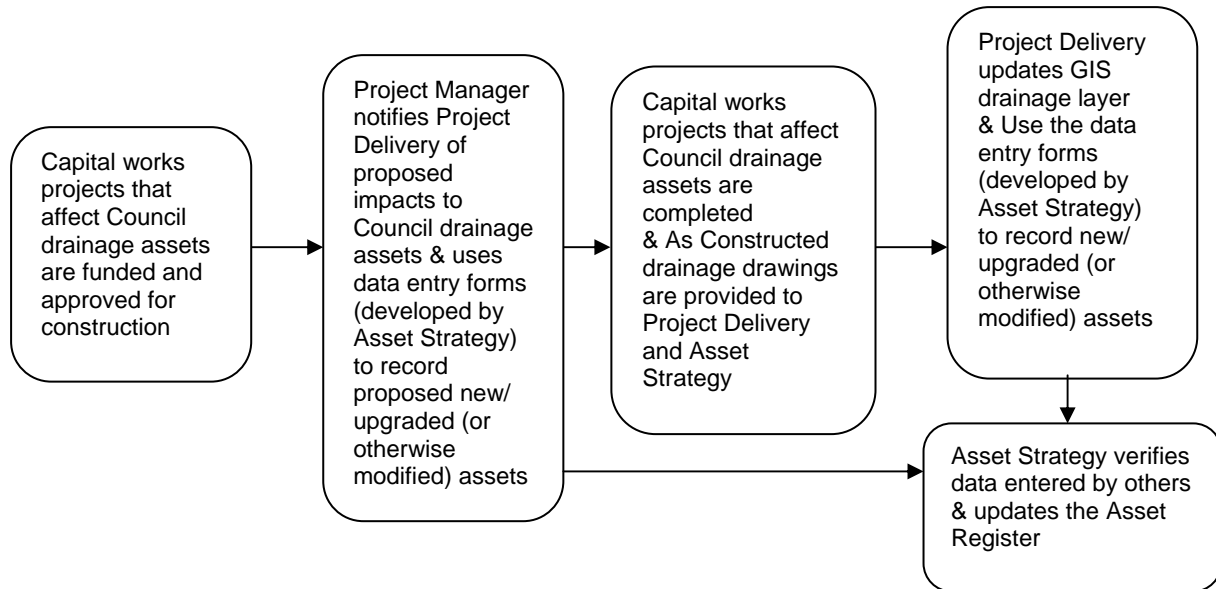 Capital works
projects that
affect Council
drainage assets
are funded and
approved for
construction
Project Manager
notifies Project
Delivery of
proposed
impacts to
Council drainage
assets & uses
data entry forms
(developed by
Asset Strategy)
to record
proposed new/
upgraded (or
otherwise
modified) assets
Capital works
projects that affect
Council drainage
assets are
completed
& As Constructed
drainage drawings
are provided to
Project Delivery
and Asset
Strategy
Project Delivery
updates GIS
drainage layer
& Use the data
entry forms
(developed by
Asset Strategy)
to record new/
upgraded (or
otherwise
modified) assets
Asset Strategy verifies
data entered by others
& updates the Asset
Register